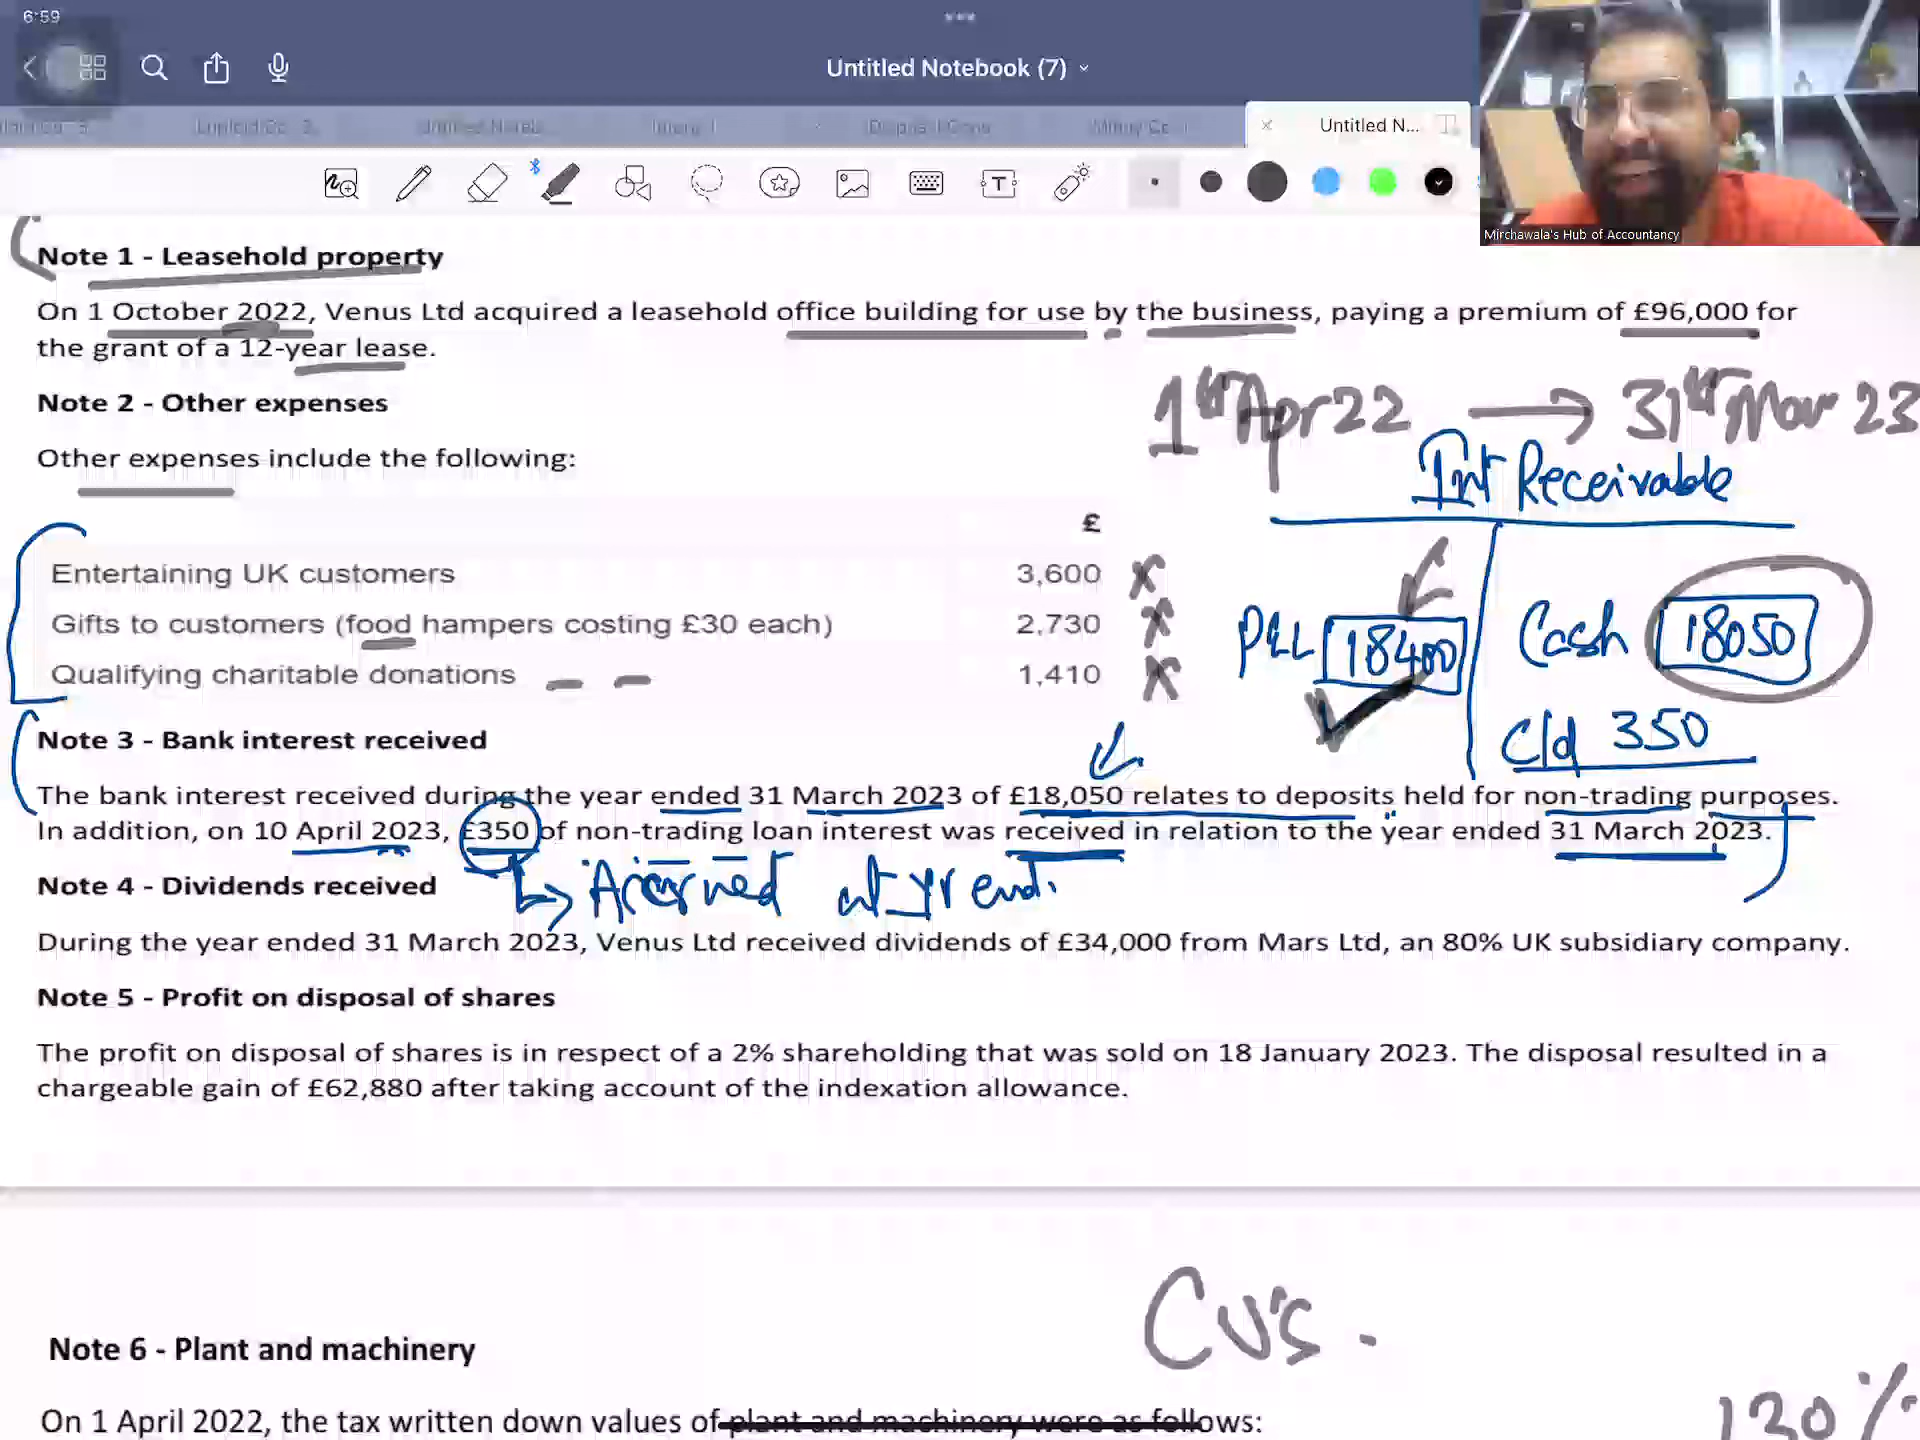 6:59
Untitled Notebook (7)
Untitled N...
Mirchawala's Hub of Accountancy
Note 1 - Leasehold property
On 1 October 2022, Venus Ltd acquired a leasehold office building for use by the business, paying a premium of £96,000 for
the grant of a 12-year lease.
1st Apr 22 → 31st Mar 23
Note 2 - Other expenses
Other expenses include the following:
Int Receivable
£
Entertaining UK customers 3,600 x
Gifts to customers (food hampers costing £30 each) 2,730 x
Qualifying charitable donations 1,410 x
P&L 18400 Cash 18050
c/d 350
Note 3 - Bank interest received
The bank interest received during the year ended 31 March 2023 of £18,050 relates to deposits held for non-trading purposes.
In addition, on 10 April 2023, £350 of non-trading loan interest was received in relation to the year ended 31 March 2023.
Accrued at yr end.
Note 4 - Dividends received
During the year ended 31 March 2023, Venus Ltd received dividends of £34,000 from Mars Ltd, an 80% UK subsidiary company.
Note 5 - Profit on disposal of shares
The profit on disposal of shares is in respect of a 2% shareholding that was sold on 18 January 2023. The disposal resulted in a
chargeable gain of £62,880 after taking account of the indexation allowance.
Note 6 - Plant and machinery
On 1 April 2022, the tax written down values of plant and machinery were as follows:
130%